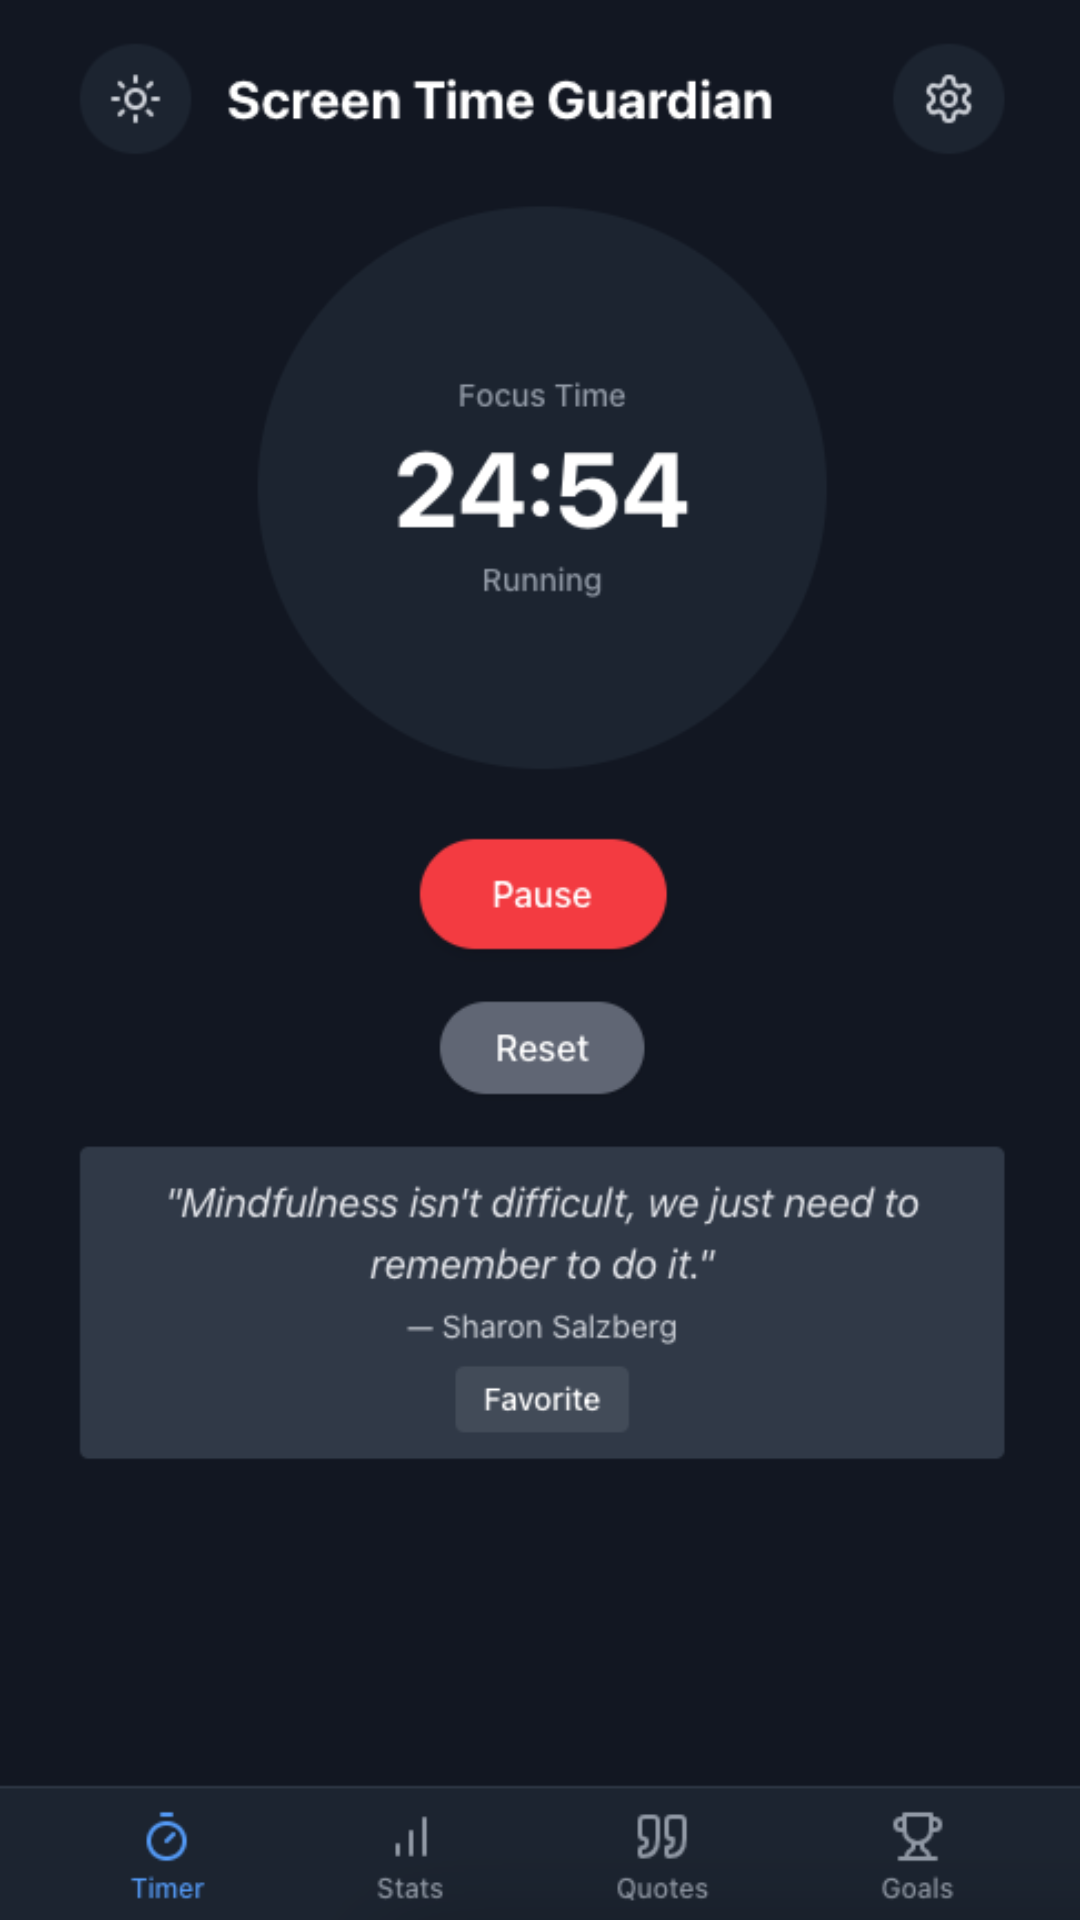 Screen Time Guardian
Focus Time
24:54
Running
Pause
Reset
"Mindfulness isn't difficult, we just need to
remember to do it."
— Sharon Salzberg
Favorite
Timer
Stats
Quotes
Goals